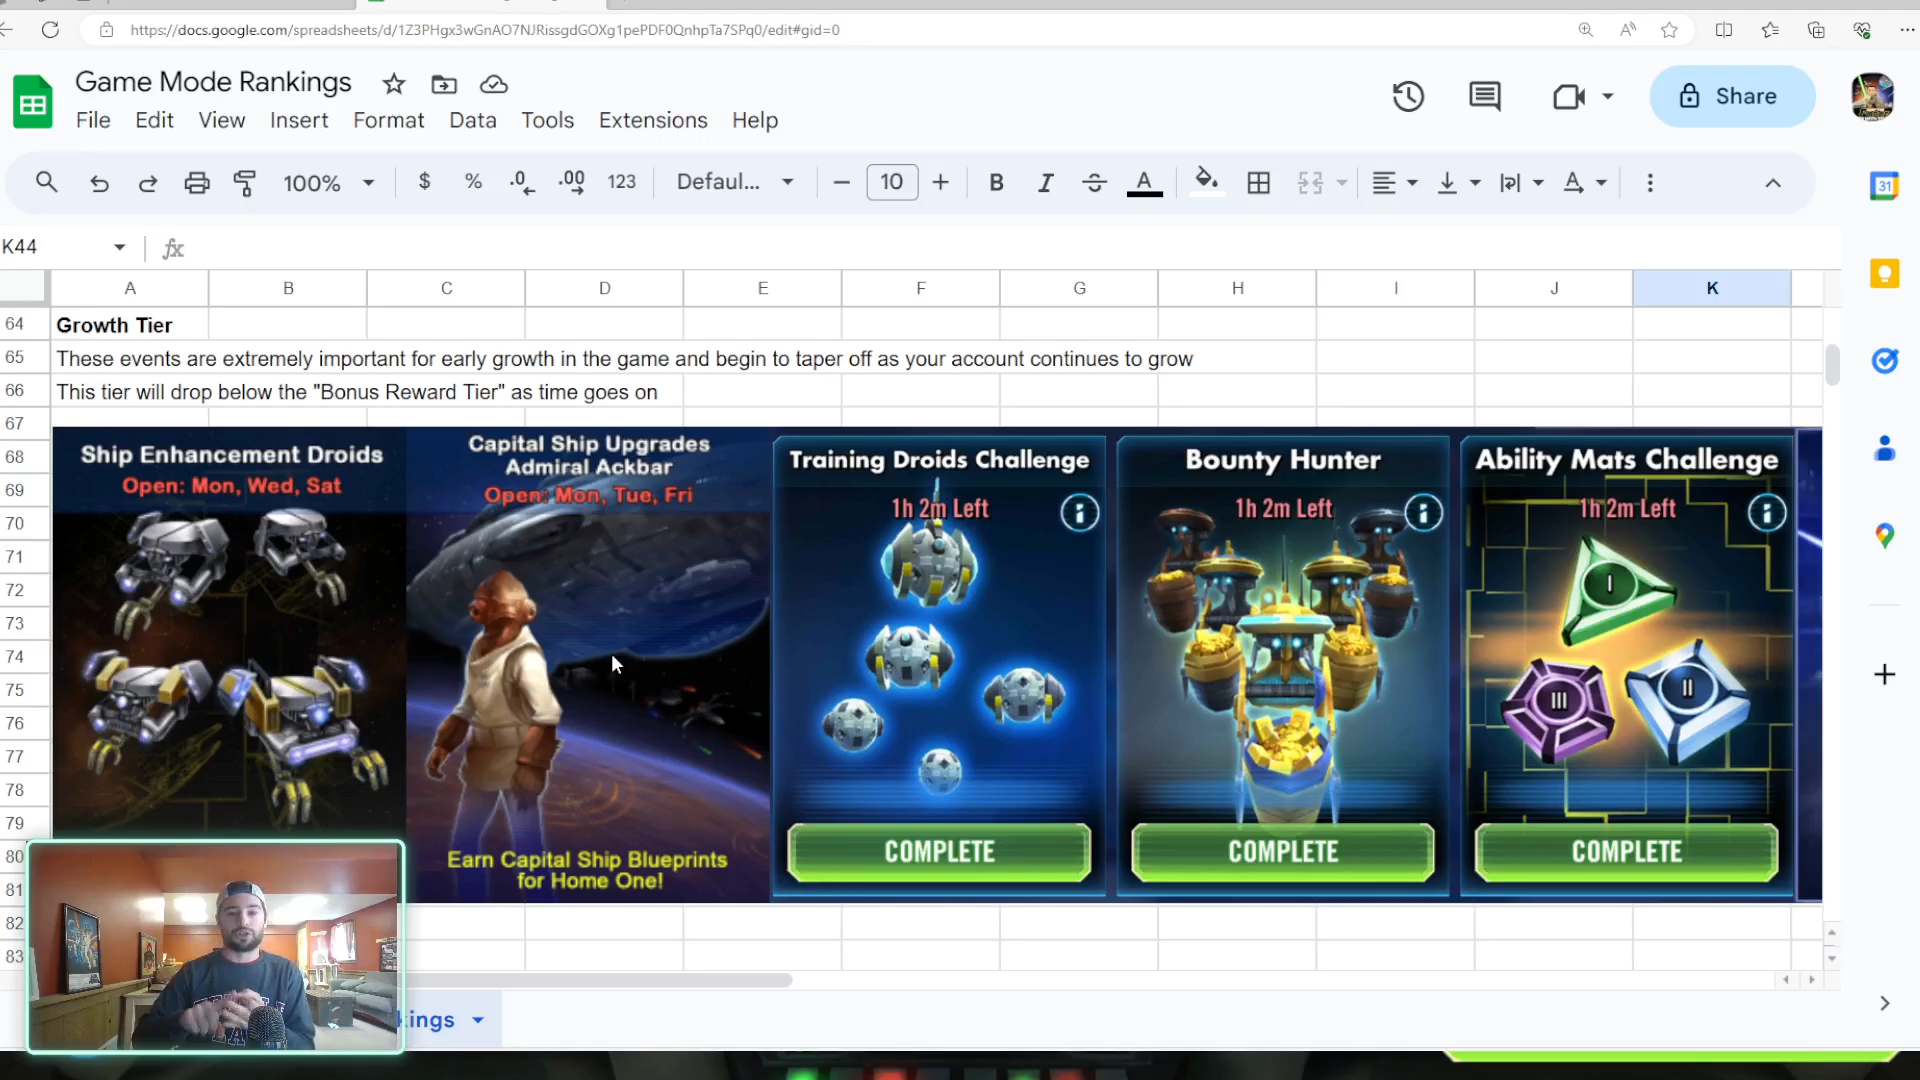 https://docs.google.com/spreadsheets/d/1Z3PHgx3wGnAO7NJRissgdGOXg1pePDF0QnhpTa7SPq0/edit#gid=0
Game Mode Rankings
Share
File Edit View Insert Format Data Tools Extensions Help
100% $ % .0 .00 123 Defaul... 10 B I S A
31
K44 fx
A B C D E F G H I J K
64 Growth Tier
65 These events are extremely important for early growth in the game and begin to taper off as your account continues to grow
66 This tier will drop below the "Bonus Reward Tier" as time goes on
67
68
69
70
71
72
73
74
75
76
77
78
79
80
81
82
83
Ship Enhancement Droids
Open: Mon, Wed, Sat
Capital Ship Upgrades
Admiral Ackbar
Open: Mon, Tue, Fri
Earn Capital Ship Blueprints
for Home One!
Training Droids Challenge
1h 2m Left
i
COMPLETE
Bounty Hunter
1h 2m Left
i
COMPLETE
Ability Mats Challenge
1h 2m Left
i
I
II
III
COMPLETE
kings